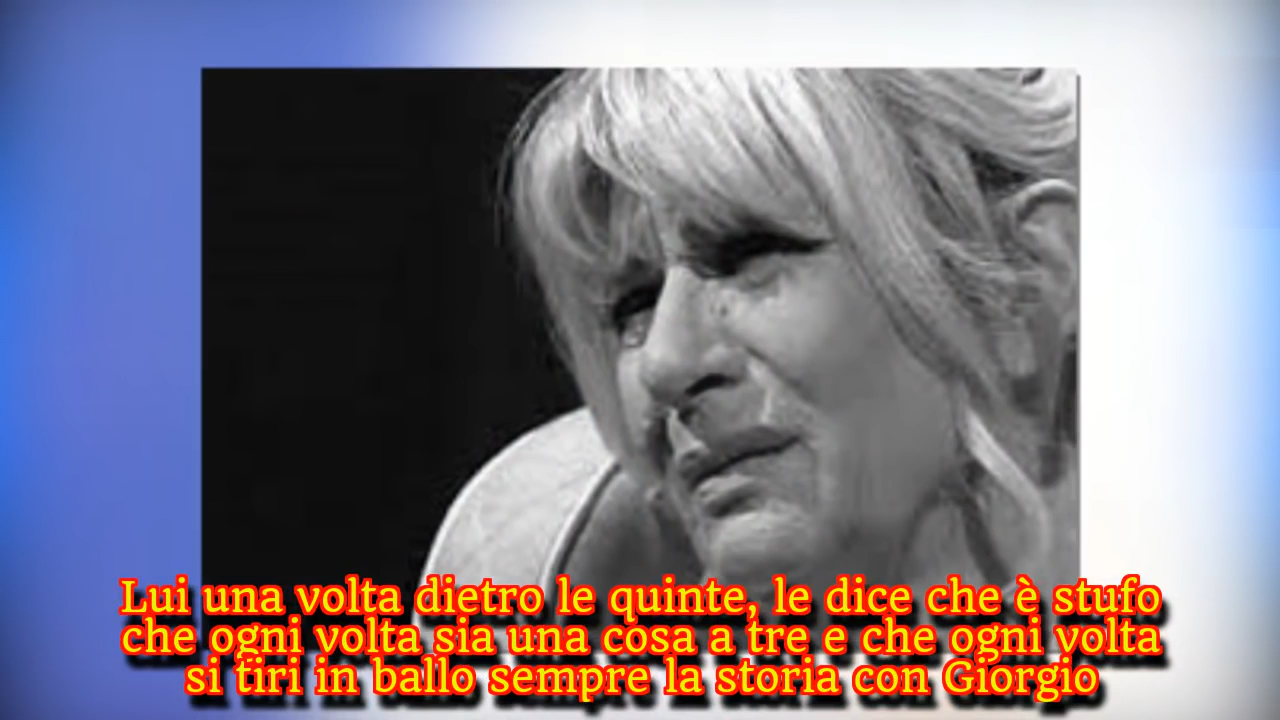 Lui una volta dietro le quinte, le dice che è stufo
che ogni volta sia una cosa a tre e che ogni volta
si tiri in ballo sempre la storia con Giorgio